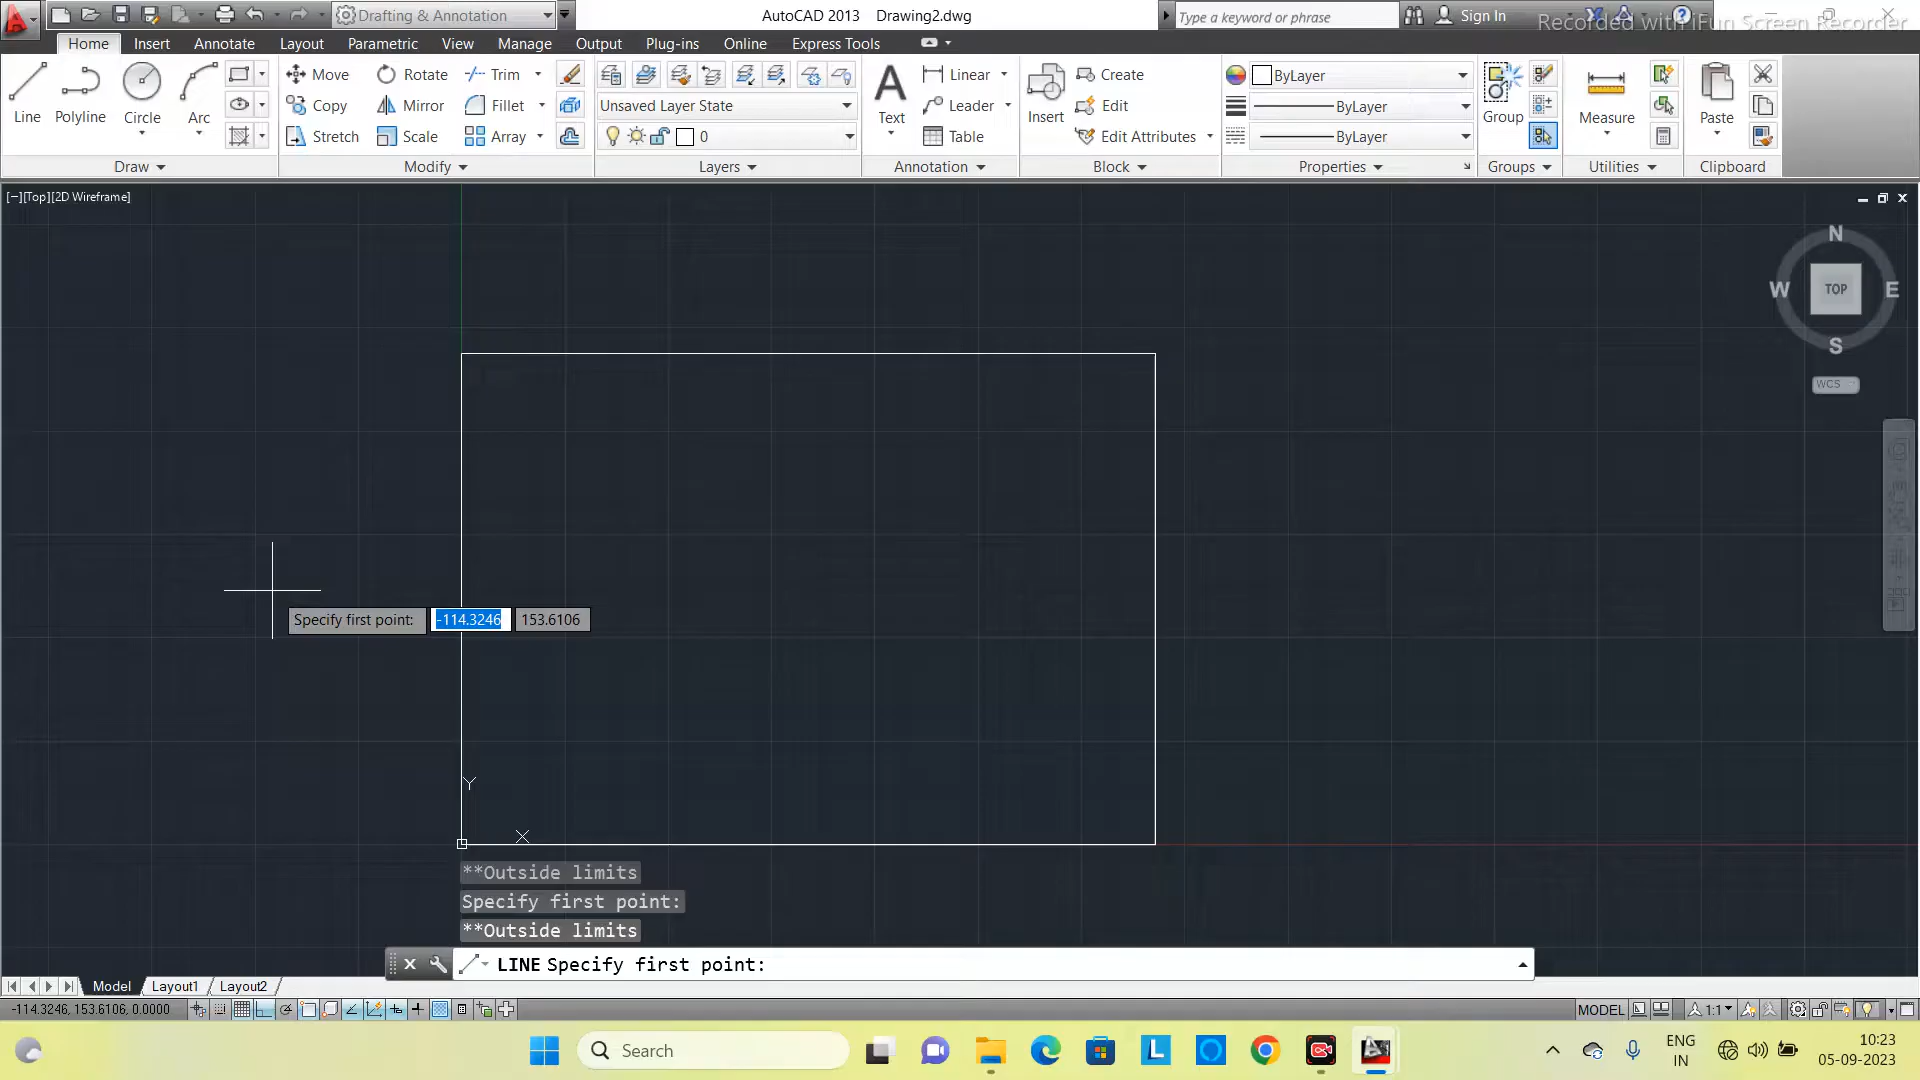 Drafting & Annotation
AutoCAD 2013 Drawing2.dwg
Type a keyword or phrase
Sign In
Recorded with iFun Screen Recorder
Home Insert Annotate Layout Parametric View Manage Output Plug-ins Online Express Tools
Line Polyline Circle Arc
Move Rotate Trim
Copy Mirror Fillet
Stretch Scale Array
Unsaved Layer State
0
Text
Linear
Leader
Table
Insert
Create
Edit
Edit Attributes
ByLayer
ByLayer
ByLayer
Group
Measure
Paste
Draw Modify Layers Annotation Block Properties Groups Utilities Clipboard
[−][Top][2D Wireframe]
N
W TOP E
S
WCS
Specify first point: -114.3246 153.6106
Y
X
**Outside limits
Specify first point:
**Outside limits
LINE Specify first point:
Model Layout1 Layout2
-114.3246, 153.6106, 0.0000
MODEL 1:1
Search
ENG
IN
10:23
05-09-2023